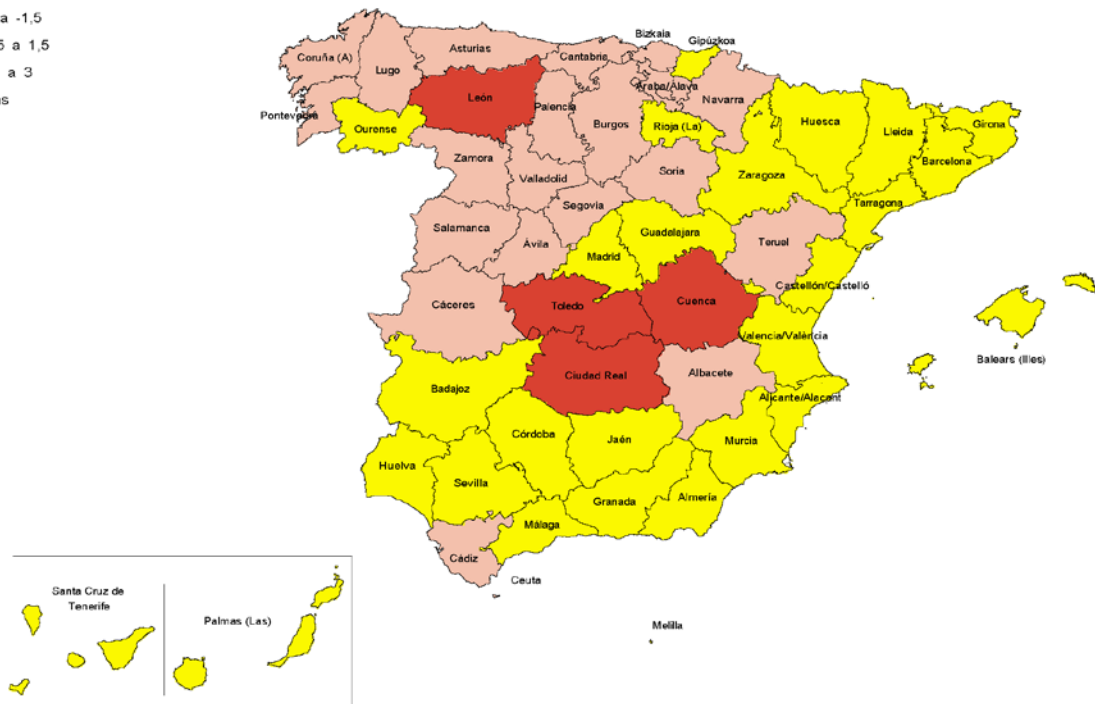 a -1,5
a 1,5
a 3
Bizkaia
Gipúzkoa
Coruña (A)
Asturias
Cantabria
Lugo
Araba/Álava
Navarra
León
Palencia
Pontevedra
Burgos
Rioja (La)
Ourense
Huesca
Lleida
Girona
Zamora
Barcelona
Soria
Valladolid
Zaragoza
Segovia
Tarragona
Salamanca
Ávila
Guadalajara
Teruel
Madrid
Castellón/Castelló
Cáceres
Toledo
Cuenca
Valencia/València
Balears (Illes)
Ciudad Real
Albacete
Badajoz
Alicante/Alacant
Córdoba
Jaén
Murcia
Huelva
Sevilla
Granada
Almería
Málaga
Cádiz
Ceuta
Santa Cruz de
Tenerife
Palmas (Las)
Melilla